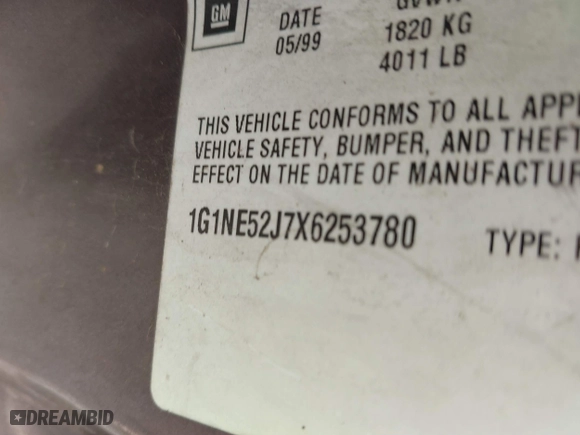 GM
DATE
05/99
1820 KG
4011 LB
THIS VEHICLE CONFORMS TO ALL
VEHICLE SAFETY, BUMPER, AND THEFT
EFFECT ON THE DATE OF
1G1NE52J7X6253780
TYPE:
DREAMBID